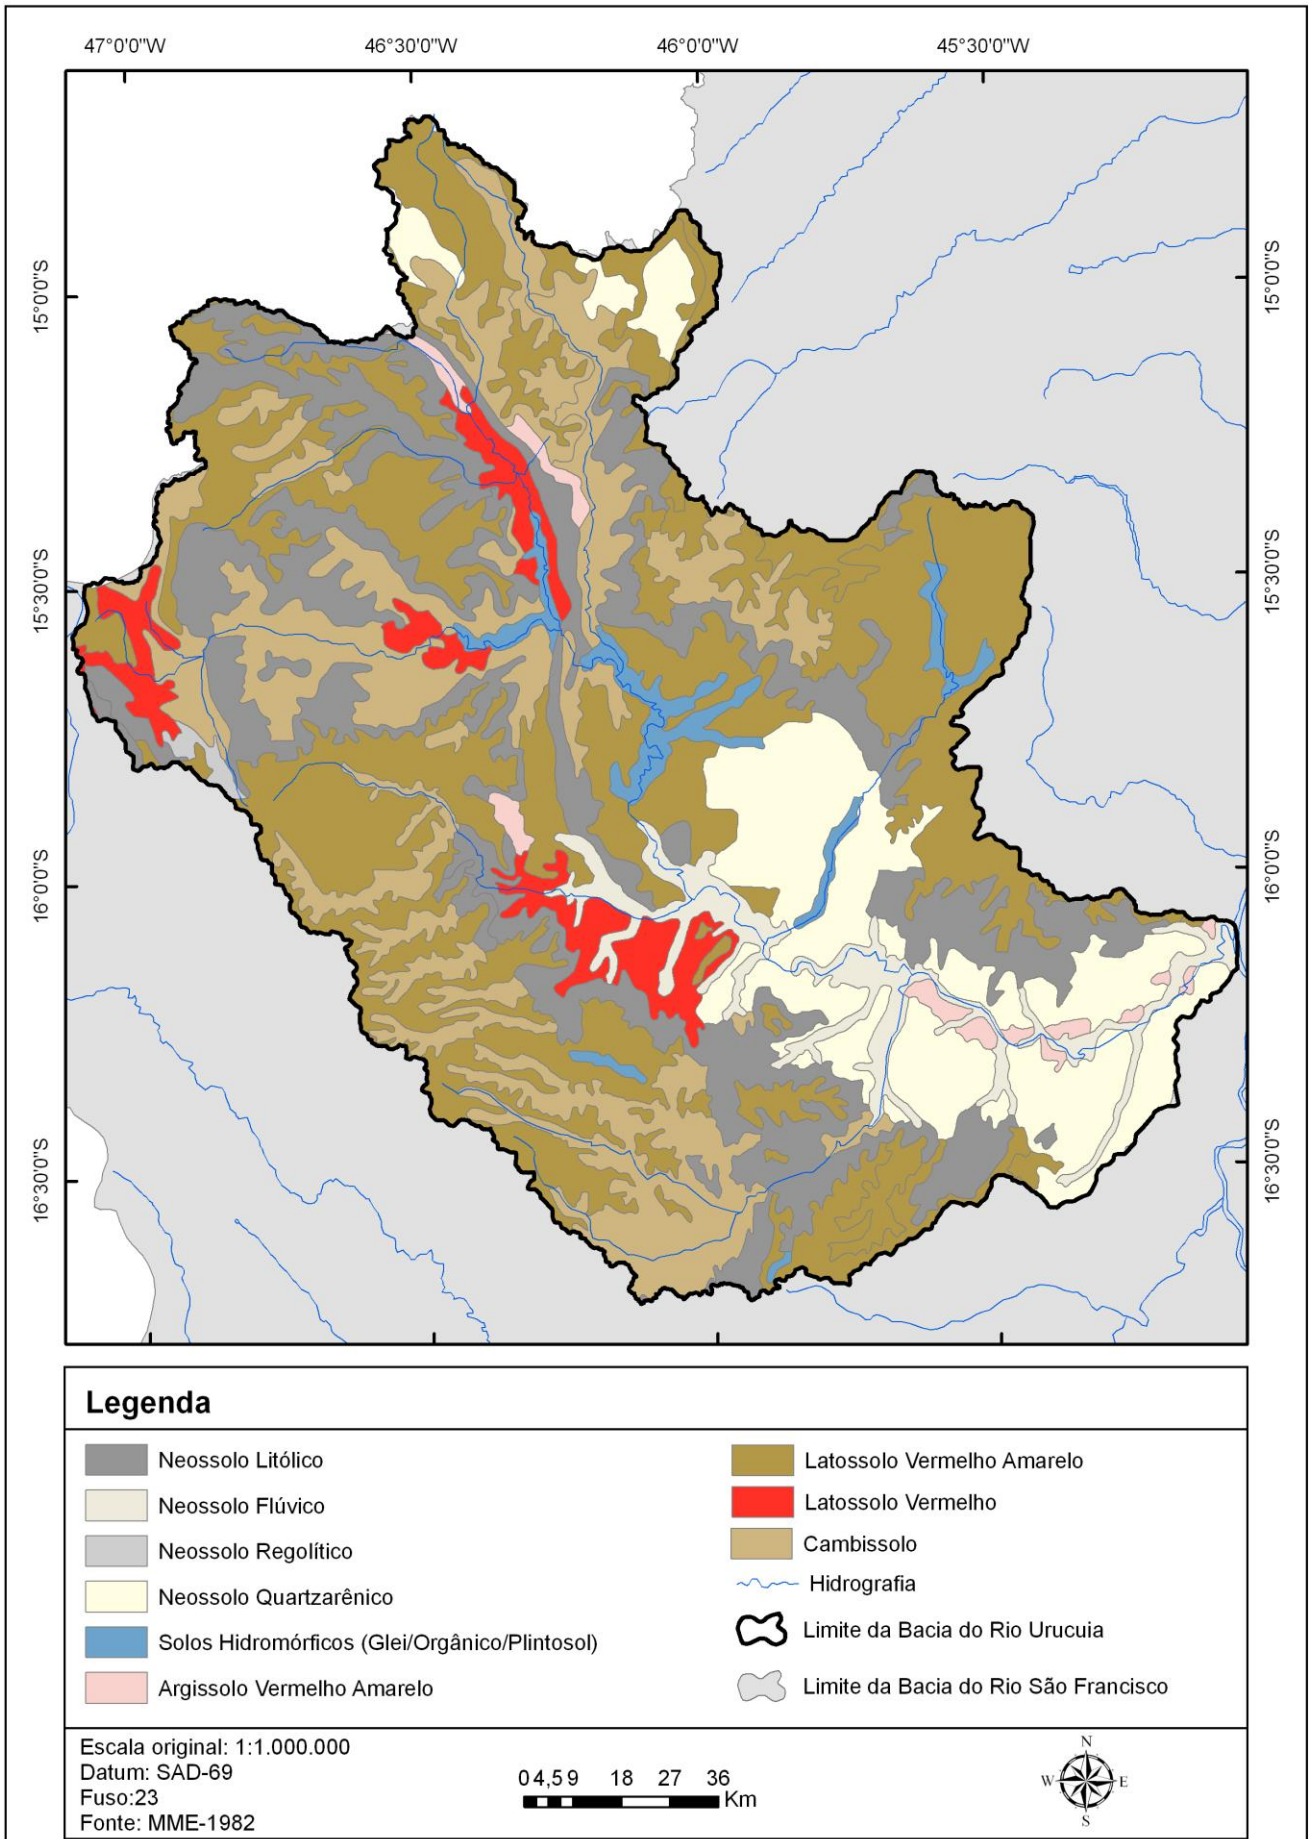 47°0'0"W 46°30'0"W 46°0'0"W 45°30'0"W
15°0'0"S 15°0'0"S
15°30'0"S 15°30'0"S
16°0'0"S 16°0'0"S
16°30'0"S 16°30'0"S
Legenda
Neossolo Litólico
Neossolo Flúvico
Neossolo Regolítico
Neossolo Quartzarênico
Solos Hidromórficos (Glei/Orgânico/Plintosol)
Argissolo Vermelho Amarelo
Latossolo Vermelho Amarelo
Latossolo Vermelho
Cambissolo
Hidrografia
Limite da Bacia do Rio Urucuia
Limite da Bacia do Rio São Francisco
Escala original: 1:1.000.000
Datum: SAD-69
Fuso:23
Fonte: MME-1982
0 4,5 9 18 27 36
Km
N
W E
S